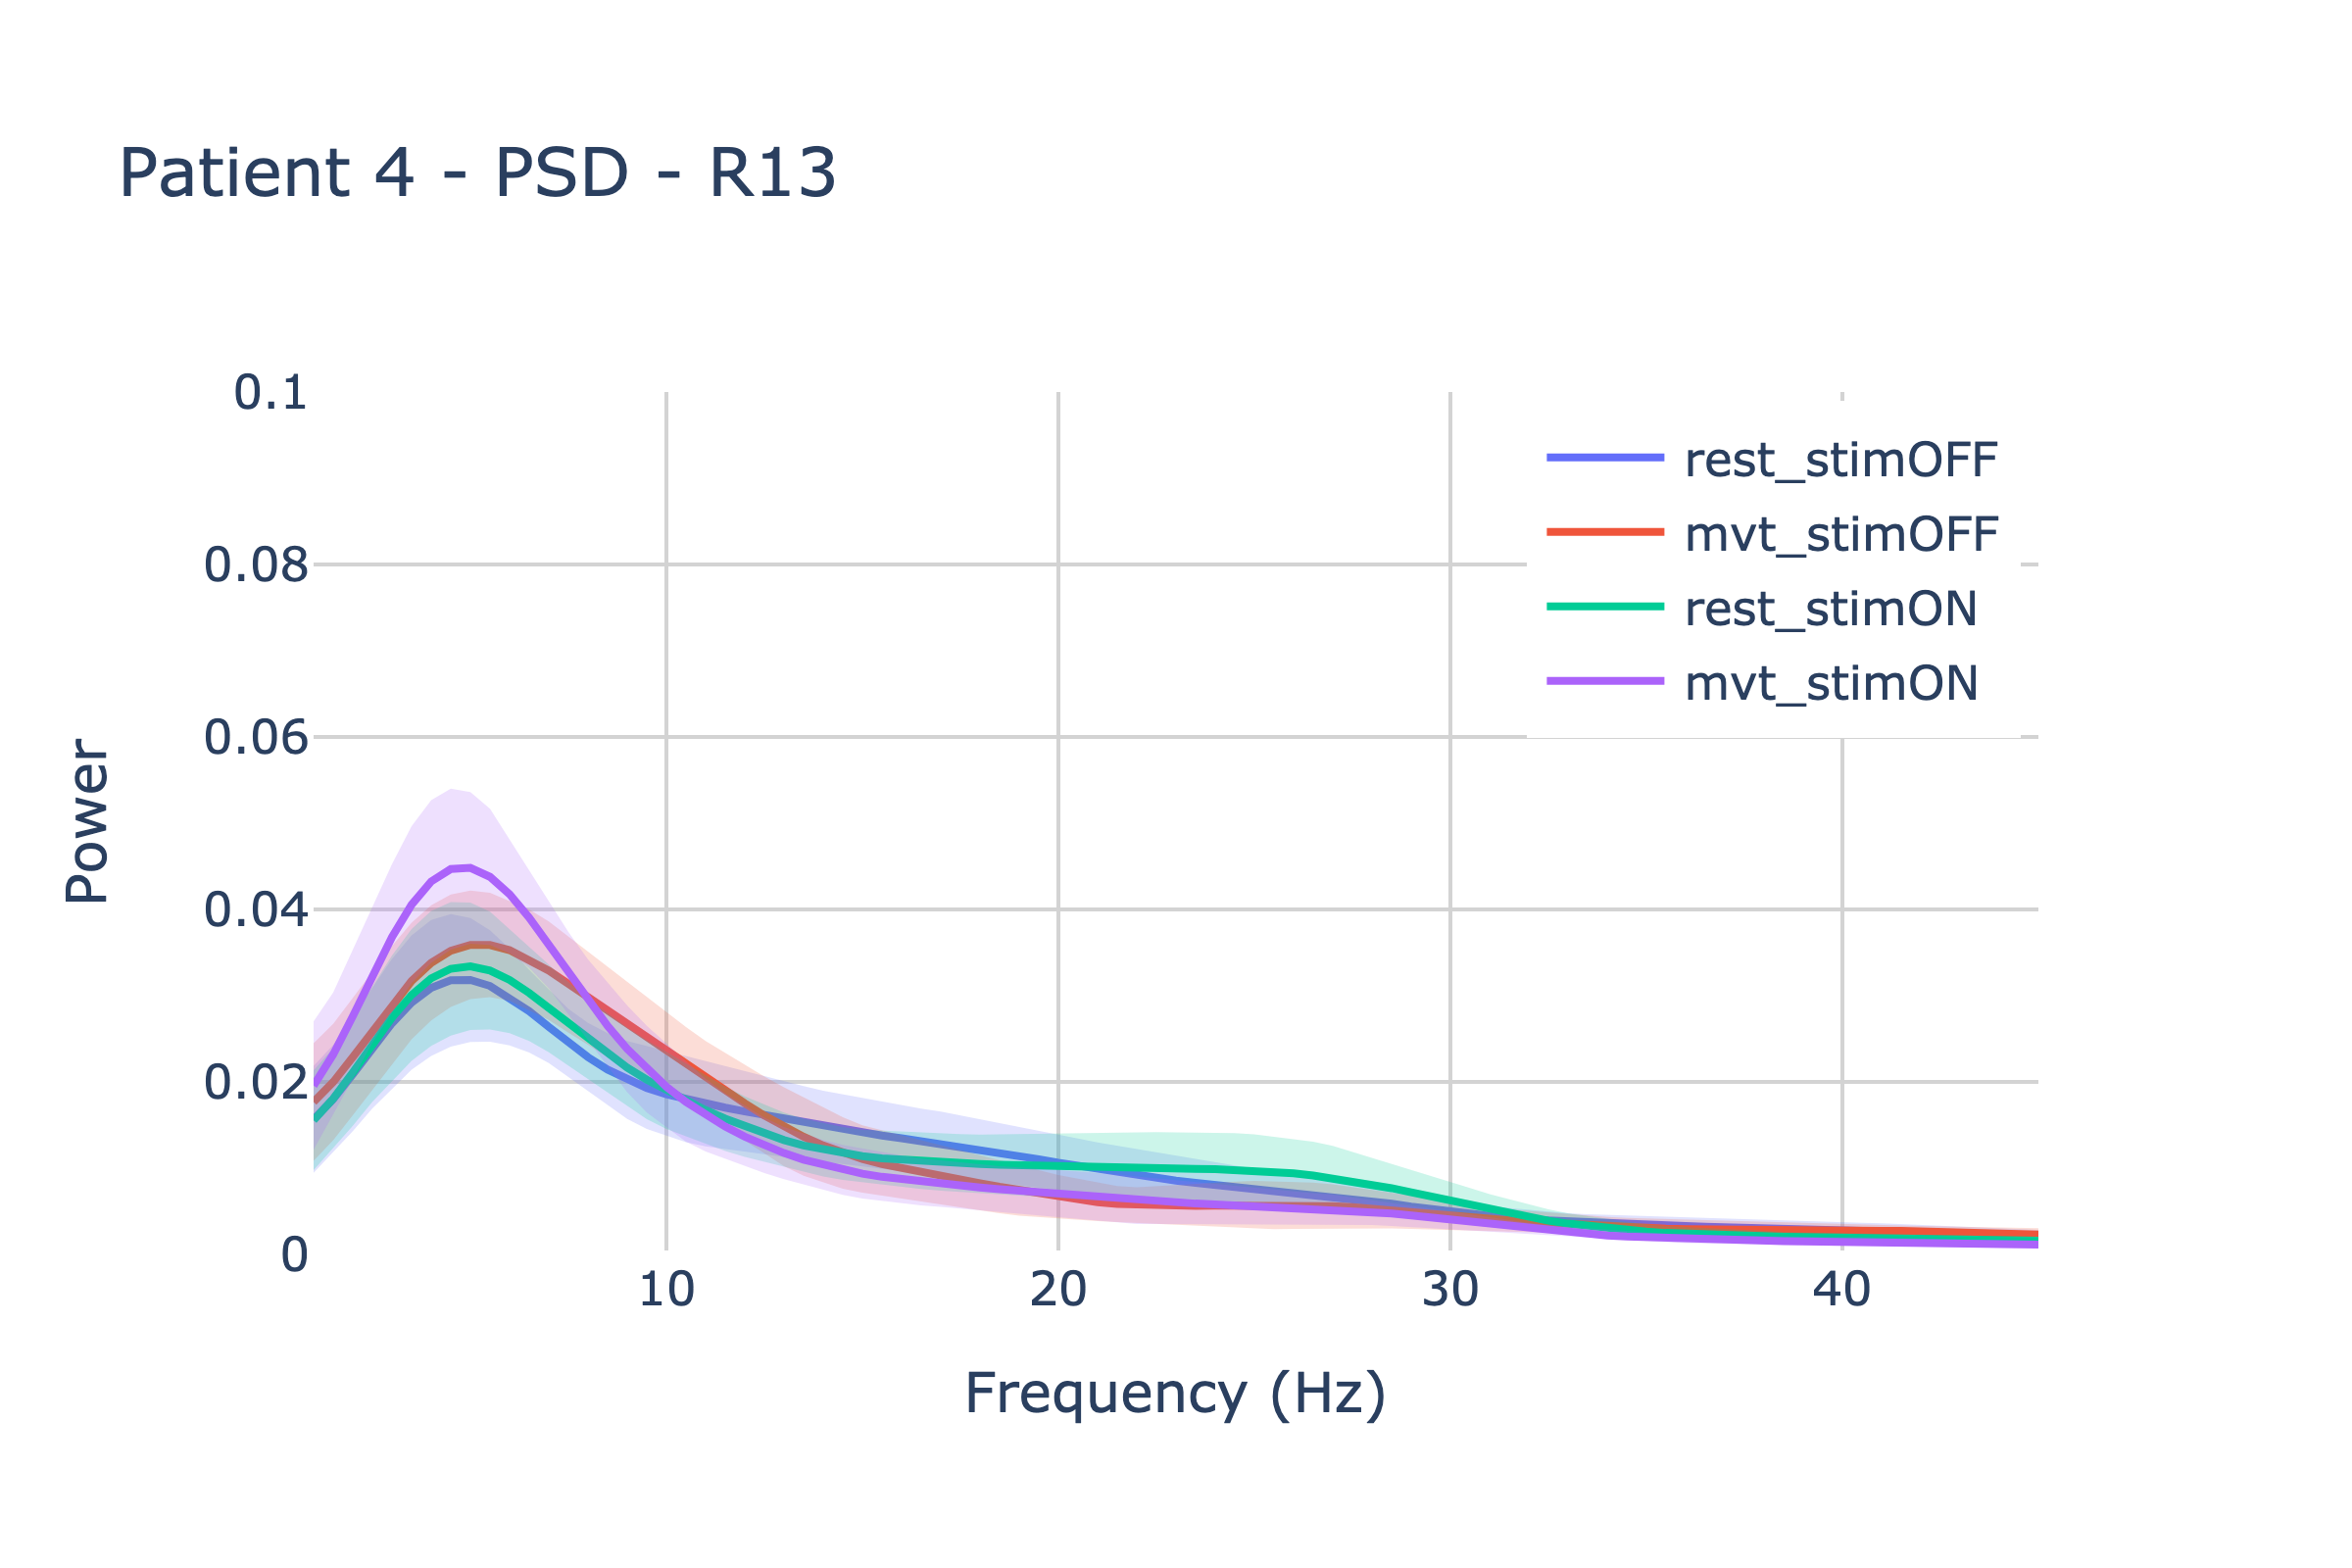 Patient 4 - PSD - R13
0.1
0.08
0.06
0.04
0.02
0
Power
rest_stimOFF
mvt_stimOFF
rest_stimON
mvt_stimON
10 20 30 40
Frequency (Hz)